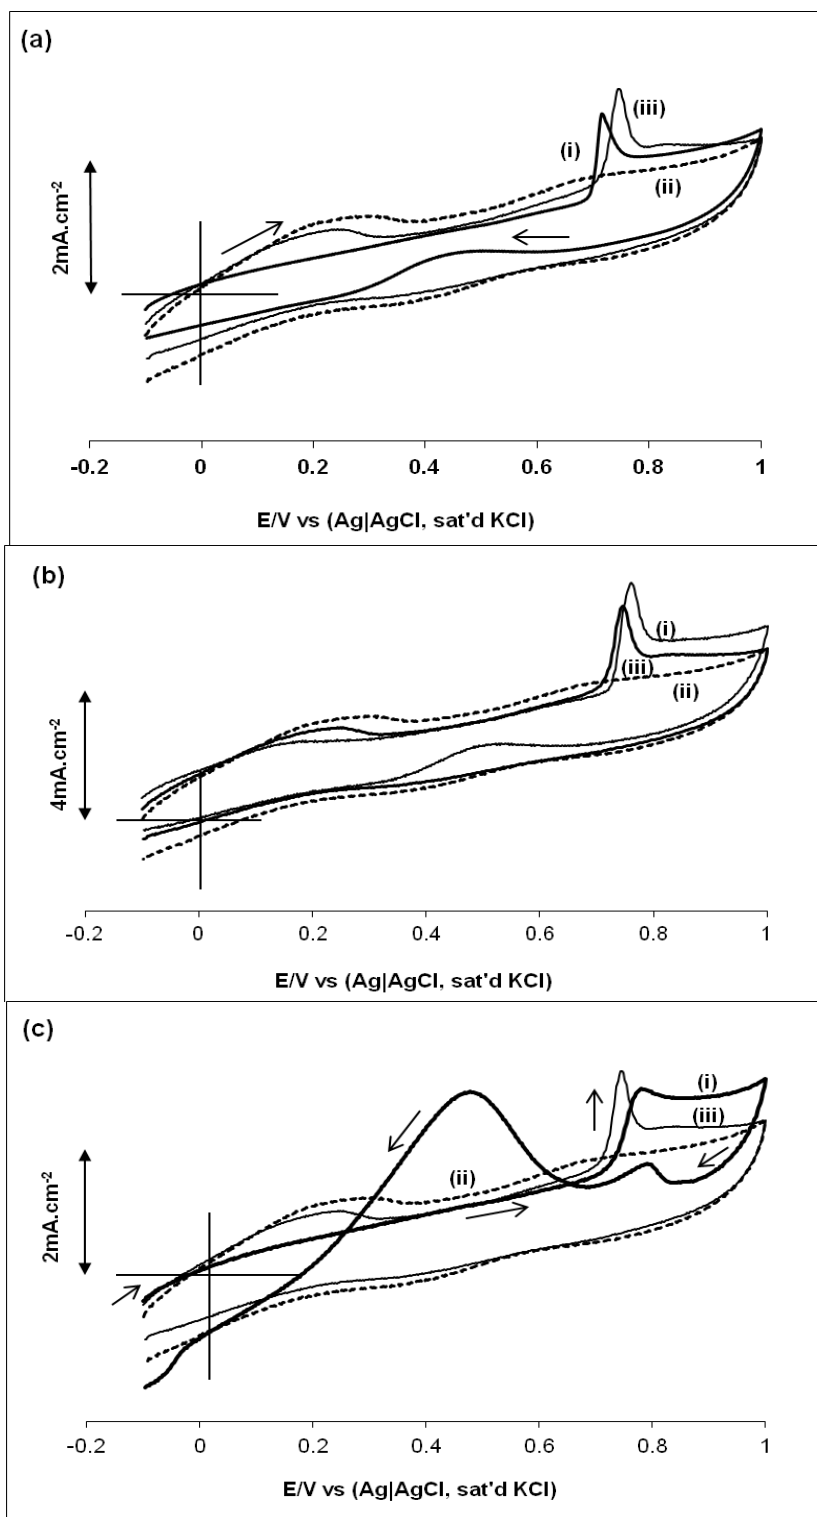 (a)
(iii)
(i)
(ii)
2mA.cm-2
-0.2 0 0.2 0.4 0.6 0.8 1
E/V vs (Ag|AgCl, sat'd KCl)
(b)
(i)
(iii)
(ii)
4mA.cm-2
-0.2 0 0.2 0.4 0.6 0.8 1
E/V vs (Ag|AgCl, sat'd KCl)
(c)
(i)
(iii)
(ii)
2mA.cm-2
-0.2 0 0.2 0.4 0.6 0.8 1
E/V vs (Ag|AgCl, sat'd KCl)